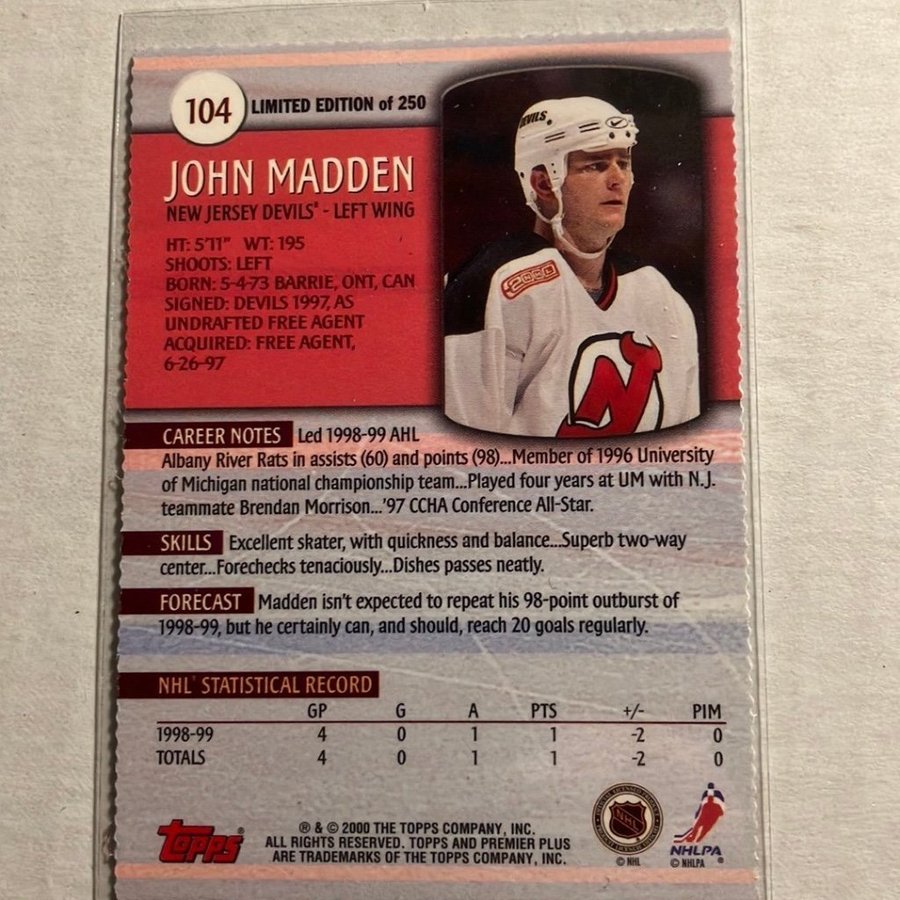 104 LIMITED EDITION of 250
DEVILS
JOHN MADDEN
NEW JERSEY DEVILS® - LEFT WING
HT: 5'11" WT: 195
SHOOTS: LEFT
BORN: 5-4-73 BARRIE, ONT, CAN
SIGNED: DEVILS 1997, AS
UNDRAFTED FREE AGENT
ACQUIRED: FREE AGENT,
6-26-97
2000
CAREER NOTES Led 1998-99 AHL
Albany River Rats in assists (60) and points (98)...Member of 1996 University
of Michigan national championship team...Played four years at UM with N.J.
teammate Brendan Morrison...'97 CCHA Conference All-Star.
SKILLS Excellent skater, with quickness and balance...Superb two-way
center...Forechecks tenaciously...Dishes passes neatly.
FORECAST Madden isn't expected to repeat his 98-point outburst of
1998-99, but he certainly can, and should, reach 20 goals regularly.
NHL® STATISTICAL RECORD
GP G A PTS +/- PIM
1998-99 4 0 1 1 -2 0
TOTALS 4 0 1 1 -2 0
Topps®
® & © 2000 THE TOPPS COMPANY, INC.
ALL RIGHTS RESERVED. TOPPS AND PREMIER PLUS
ARE TRADEMARKS OF THE TOPPS COMPANY, INC.
NHL
© NHL
NHLPA®
© NHLPA